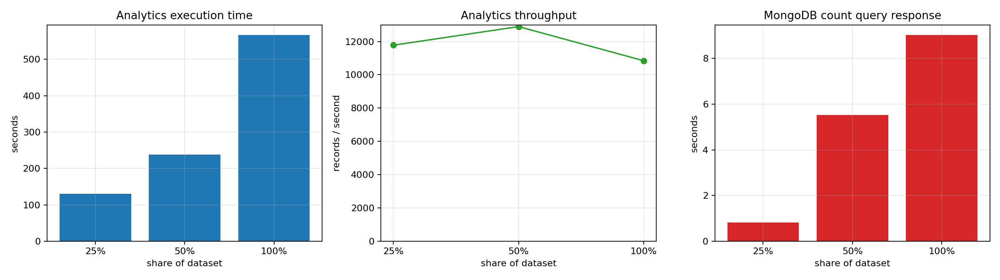 Analytics execution time
500
400
300
200
100
0
seconds
25% 50% 100%
share of dataset
Analytics throughput
12000
10000
8000
6000
4000
2000
0
records / second
25% 50% 100%
share of dataset
MongoDB count query response
8
6
4
2
0
seconds
25% 50% 100%
share of dataset